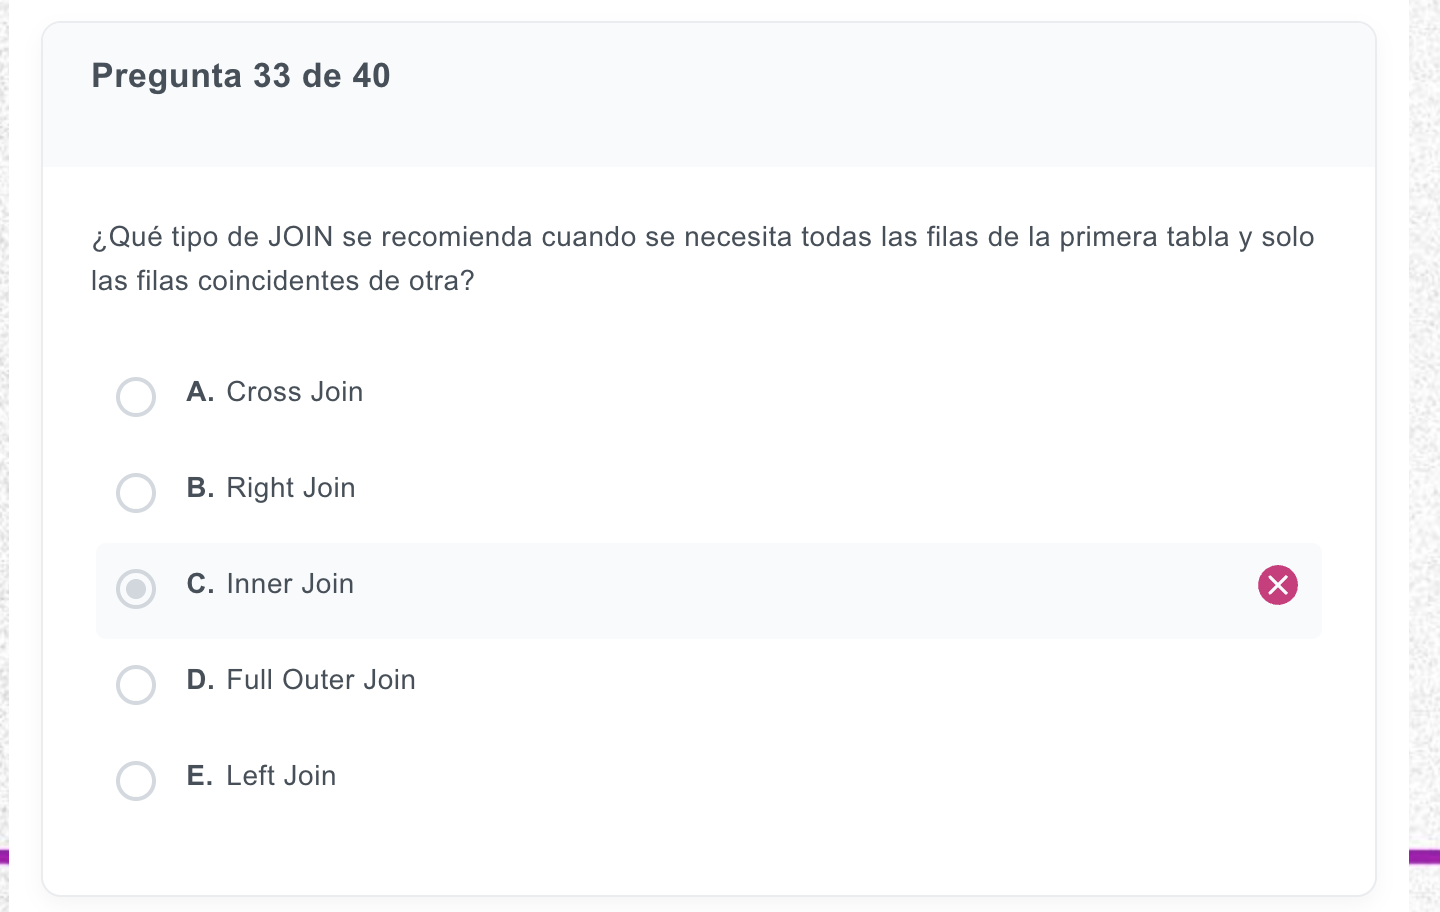 Pregunta 33 de 40
¿Qué tipo de JOIN se recomienda cuando se necesita todas las filas de la primera tabla y solo
las filas coincidentes de otra?
A. Cross Join
B. Right Join
C. Inner Join
D. Full Outer Join
E. Left Join